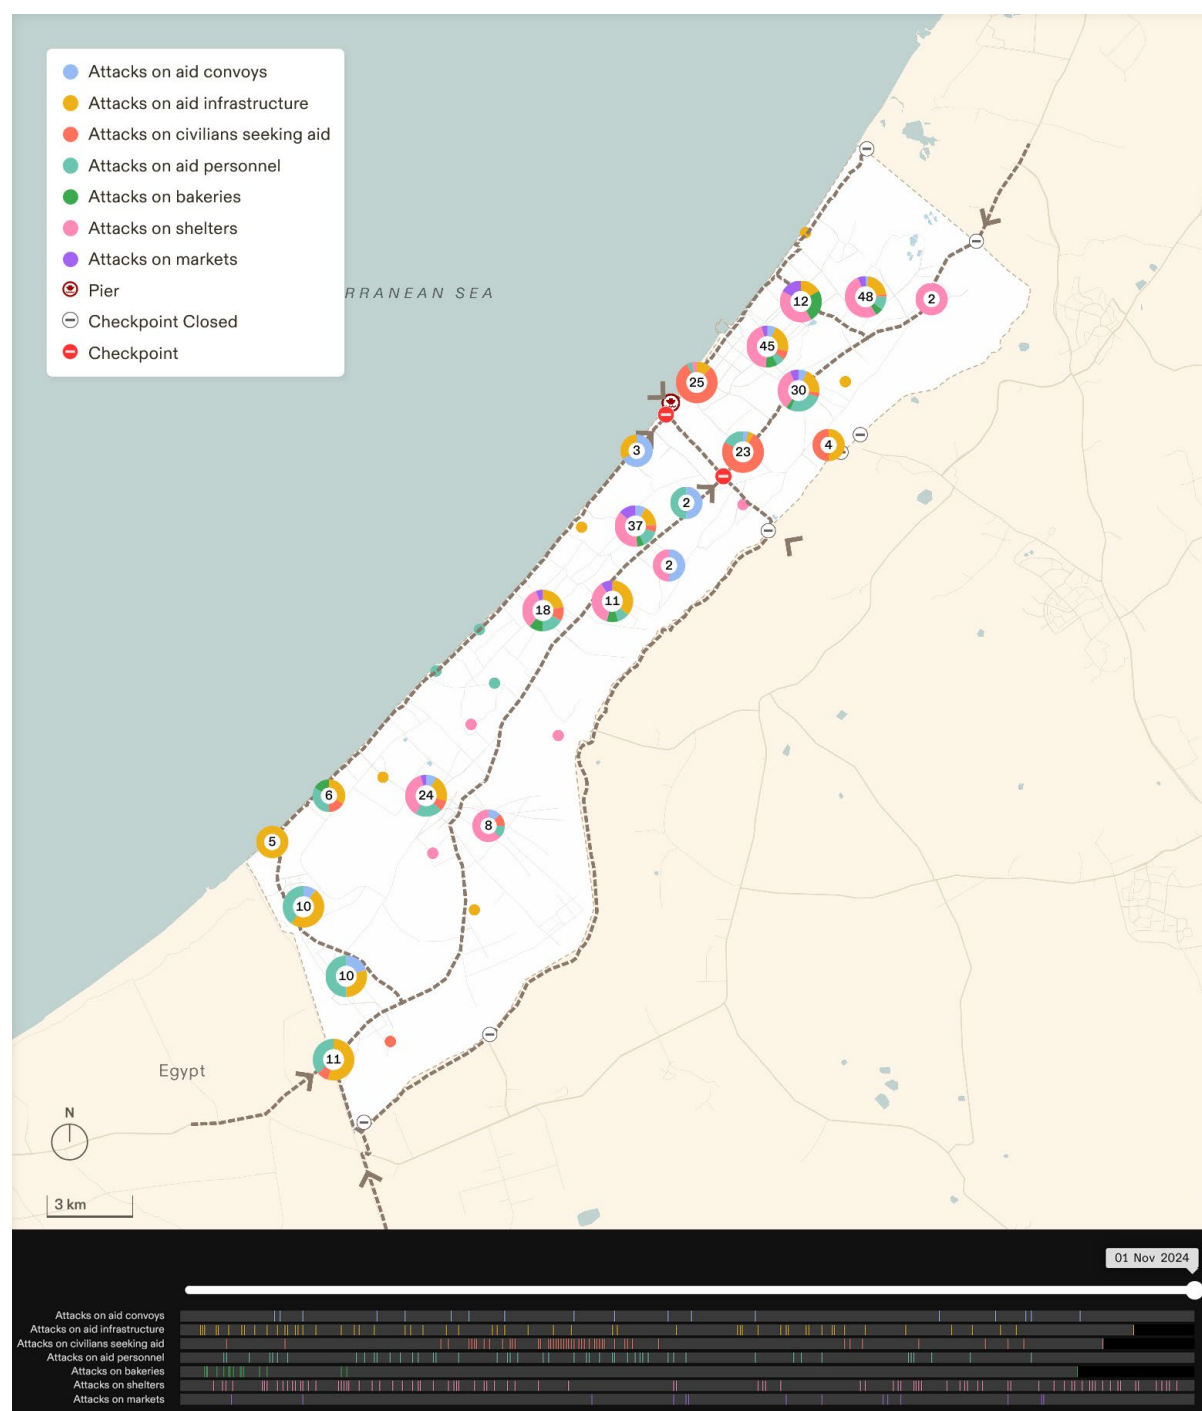 Attacks on aid convoys
Attacks on aid infrastructure
Attacks on civilians seeking aid
Attacks on aid personnel
Attacks on bakeries
Attacks on shelters
Attacks on markets
Pier
Checkpoint Closed
Checkpoint
RRANEAN SEA
12
48
2
45
25
30
3
23
4
2
37
2
18
11
6
24
5
8
10
10
11
Egypt
N
3 km
01 Nov 2024
Attacks on aid convoys
Attacks on aid infrastructure
Attacks on civilians seeking aid
Attacks on aid personnel
Attacks on bakeries
Attacks on shelters
Attacks on markets